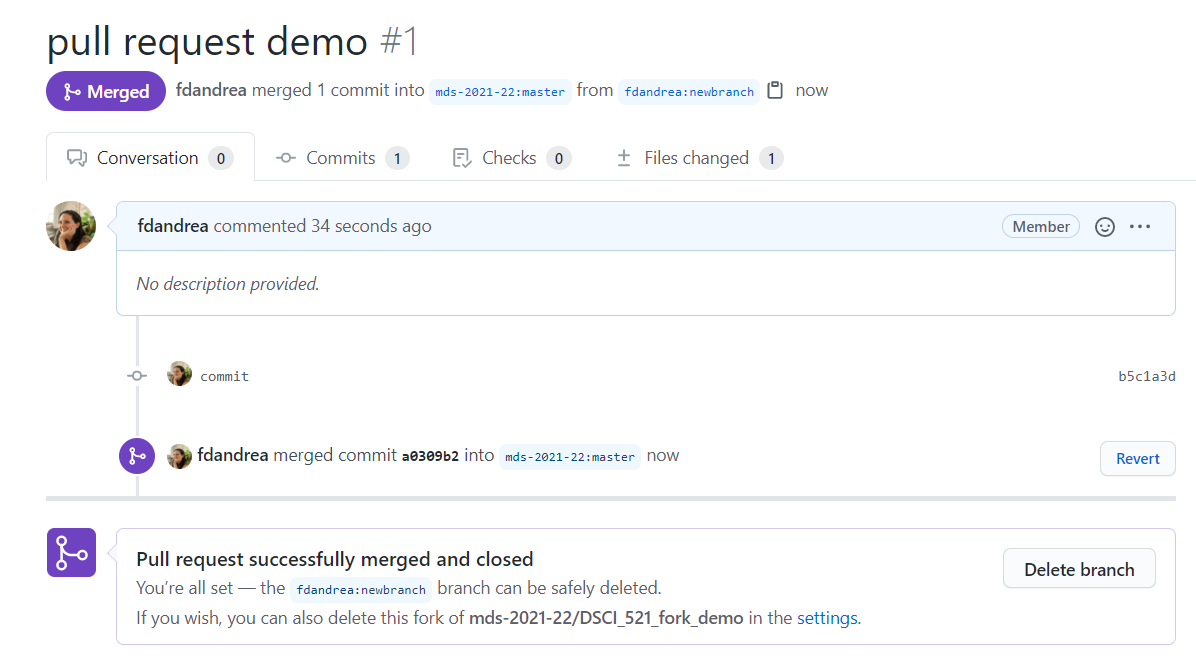 pull request demo #1
Merged fdandrea merged 1 commit into mds-2021-22:master from fdandrea:newbranch now
Conversation 0 Commits 1 Checks 0 Files changed 1
fdandrea commented 34 seconds ago Member
No description provided.
commit b5c1a3d
fdandrea merged commit a0309b2 into mds-2021-22:master now Revert
Pull request successfully merged and closed
You’re all set — the fdandrea:newbranch branch can be safely deleted. Delete branch
If you wish, you can also delete this fork of mds-2021-22/DSCI_521_fork_demo in the settings.